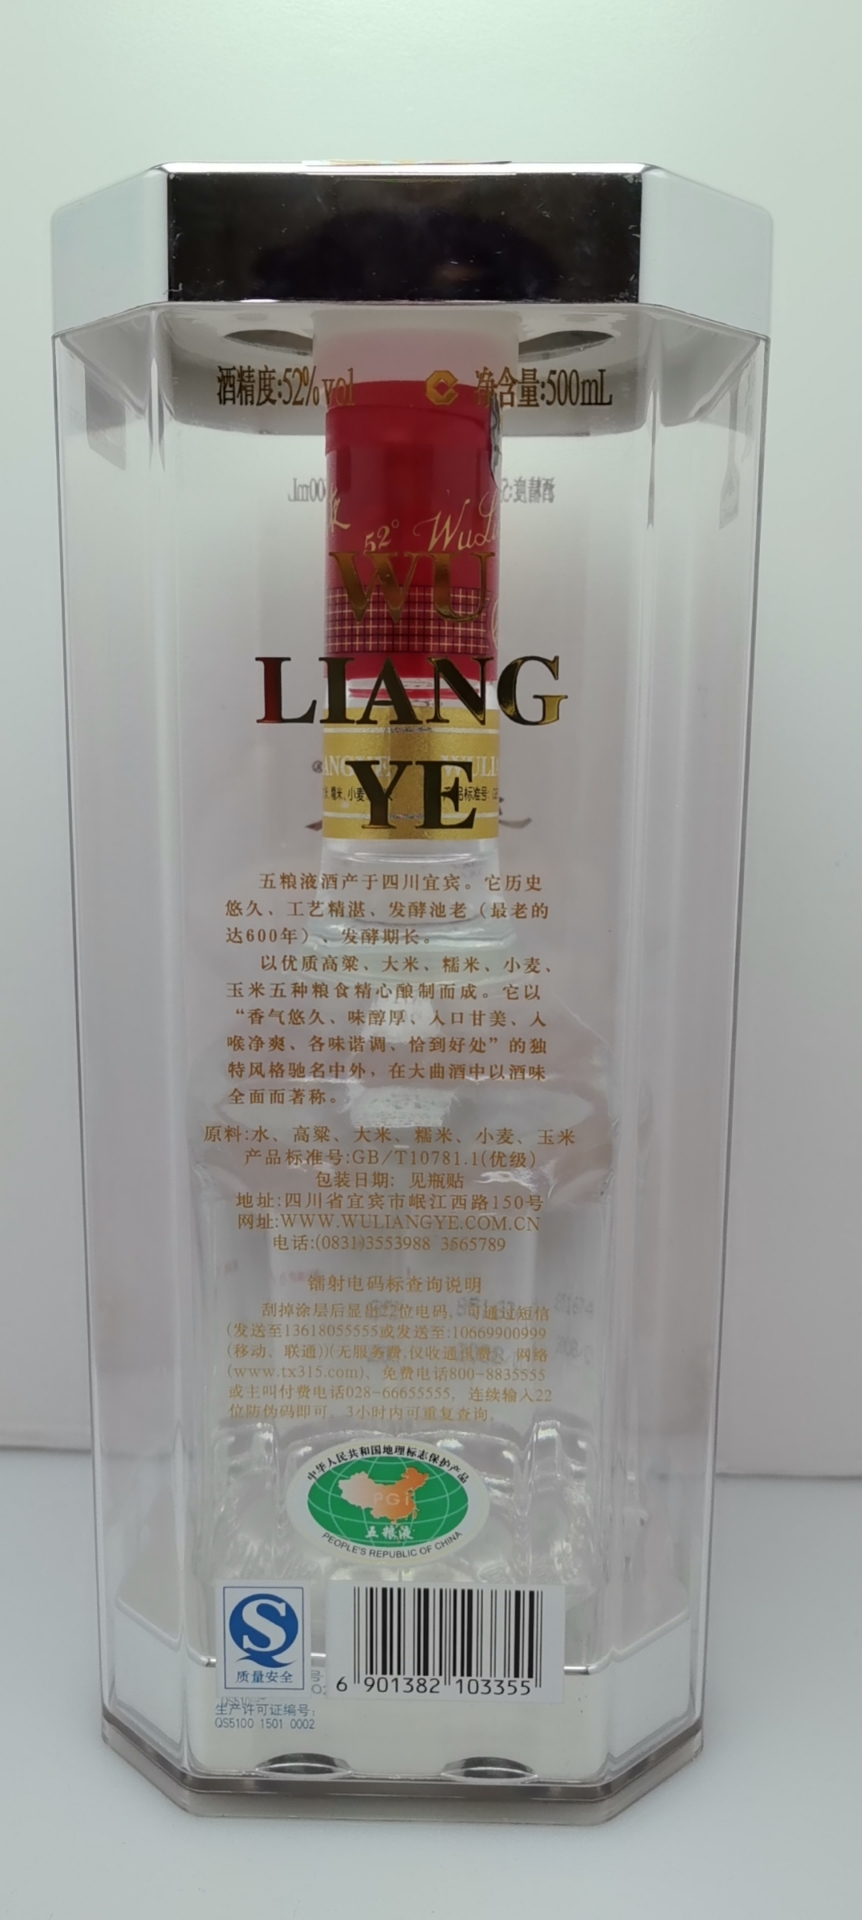 酒精度:52%vol 净含量:500mL
52° WuLi
WU
LIANG
YE
五粮液酒产于四川宜宾。它历史
悠久、工艺精湛、发酵池老（最老的
达600年）、发酵期长。
以优质高粱、大米、糯米、小麦、
玉米五种粮食精心酿制而成。它以
“香气悠久、味醇厚、入口甘美、入
喉净爽、各味谐调、恰到好处”的独
特风格驰名中外，在大曲酒中以酒味
全面而著称。
原料:水、高粱、大米、糯米、小麦、玉米
产品标准号:GB/T10781.1(优级)
包装日期: 见瓶贴
地址:四川省宜宾市岷江西路150号
网址:WWW.WULIANGYE.COM.CN
电话:(0831)3553988 3565789
镭射电码标查询说明
刮掉涂层后显出22位电码，可通过短信
(发送至13618055555或发送至:10669900999
(移动、联通)(无服务费,仅收通讯费)、网络
(www.tx315.com)、免费电话800-8835555
或主叫付费电话028-66655555，连续输入22
位防伪码即可，3小时内可重复查询。
中华人民共和国地理标志保护产品
PGI
五粮液
PEOPLE'S REPUBLIC OF CHINA
质量安全
生产许可证编号:
QS5100 1501 0002
6 901382 103355